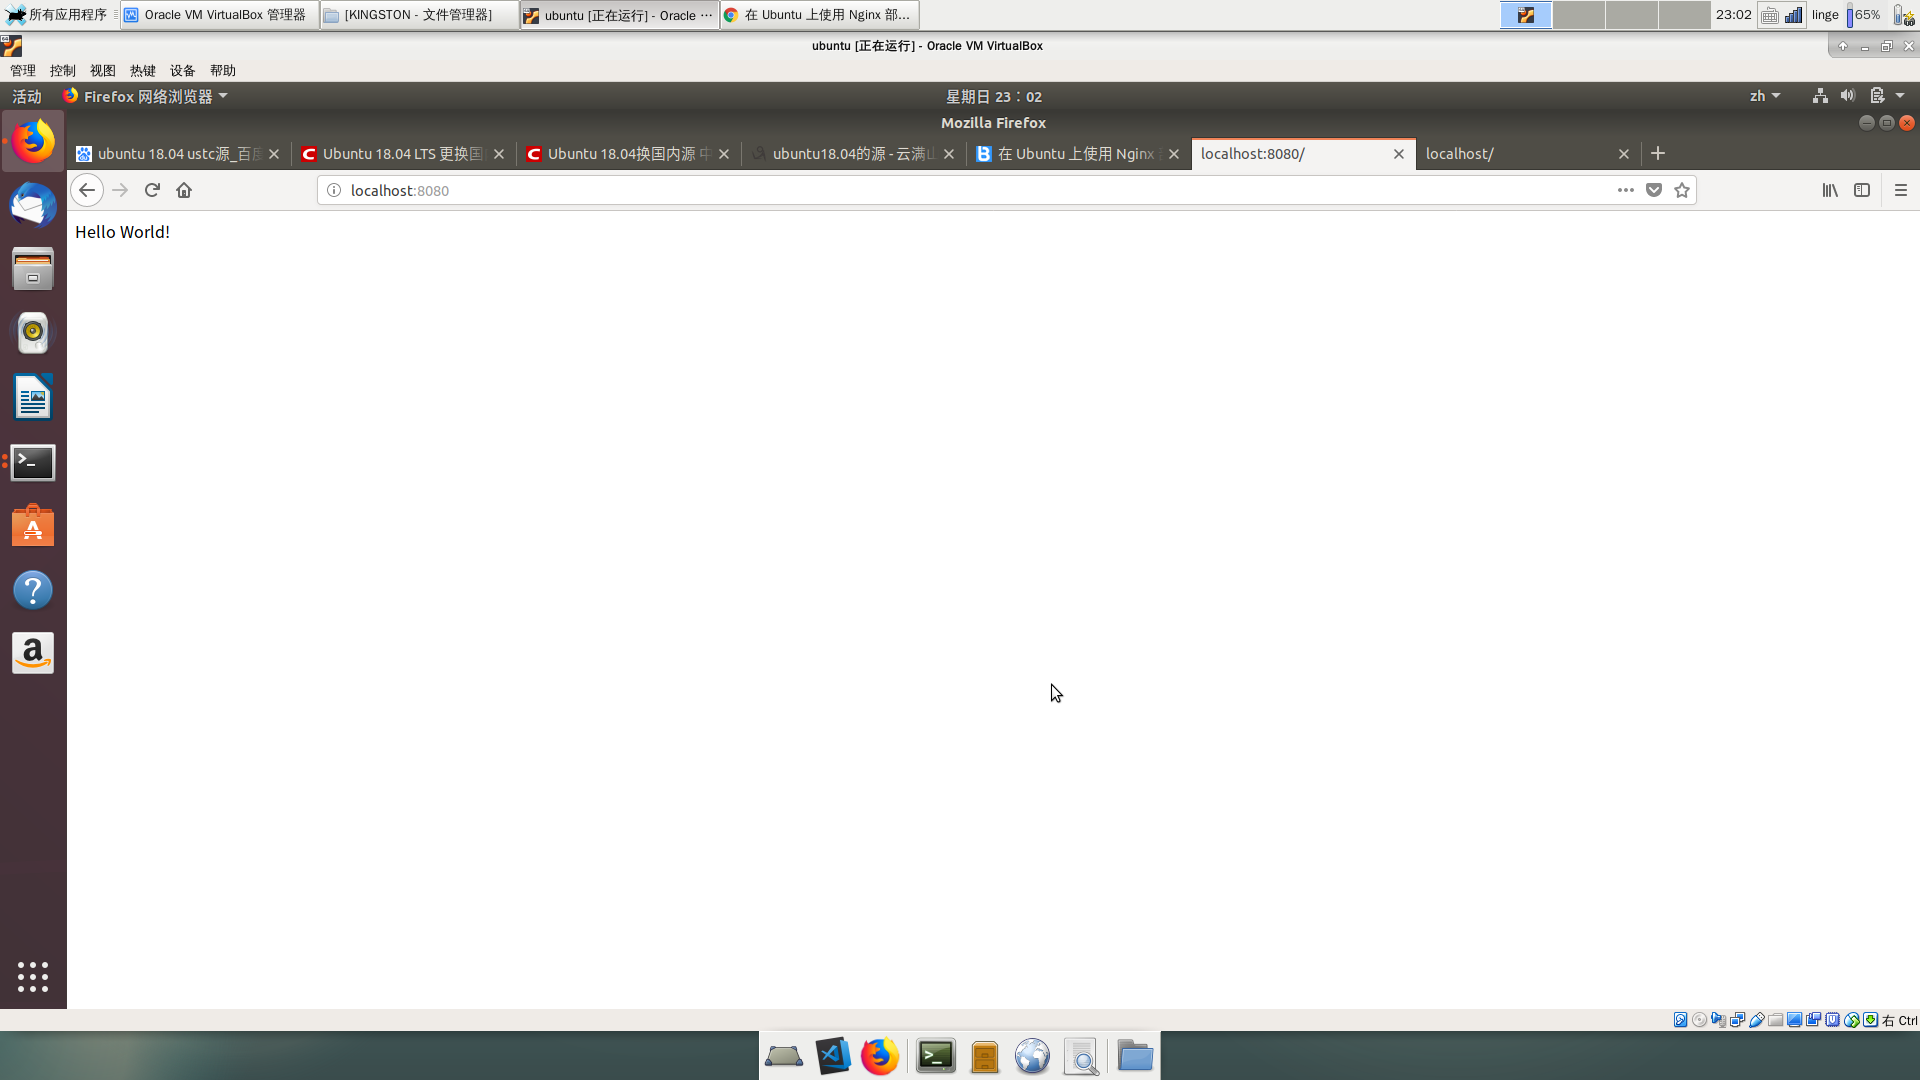 所有应用程序 Oracle VM VirtualBox 管理器 [KINGSTON - 文件管理器] ubuntu [正在运行] - Oracle ··· 在 Ubuntu 上使用 Nginx 部... 23:02 linge 65%
ubuntu [正在运行] - Oracle VM VirtualBox
管理 控制 视图 热键 设备 帮助
活动 Firefox 网络浏览器 星期日 23：02 zh
Mozilla Firefox
ubuntu 18.04 ustc源_百度 Ubuntu 18.04 LTS 更换国 Ubuntu 18.04换国内源 中 ubuntu18.04的源 - 云满 在 Ubuntu 上使用 Nginx localhost:8080/ localhost/
localhost:8080
Hello World!
右 Ctrl